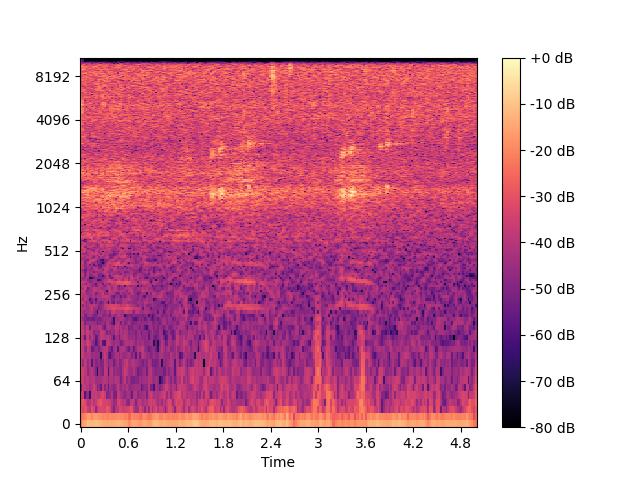 8192
4096
2048
1024
512
256
128
64
0
Hz
0 0.6 1.2 1.8 2.4 3 3.6 4.2 4.8
Time
+0 dB
-10 dB
-20 dB
-30 dB
-40 dB
-50 dB
-60 dB
-70 dB
-80 dB